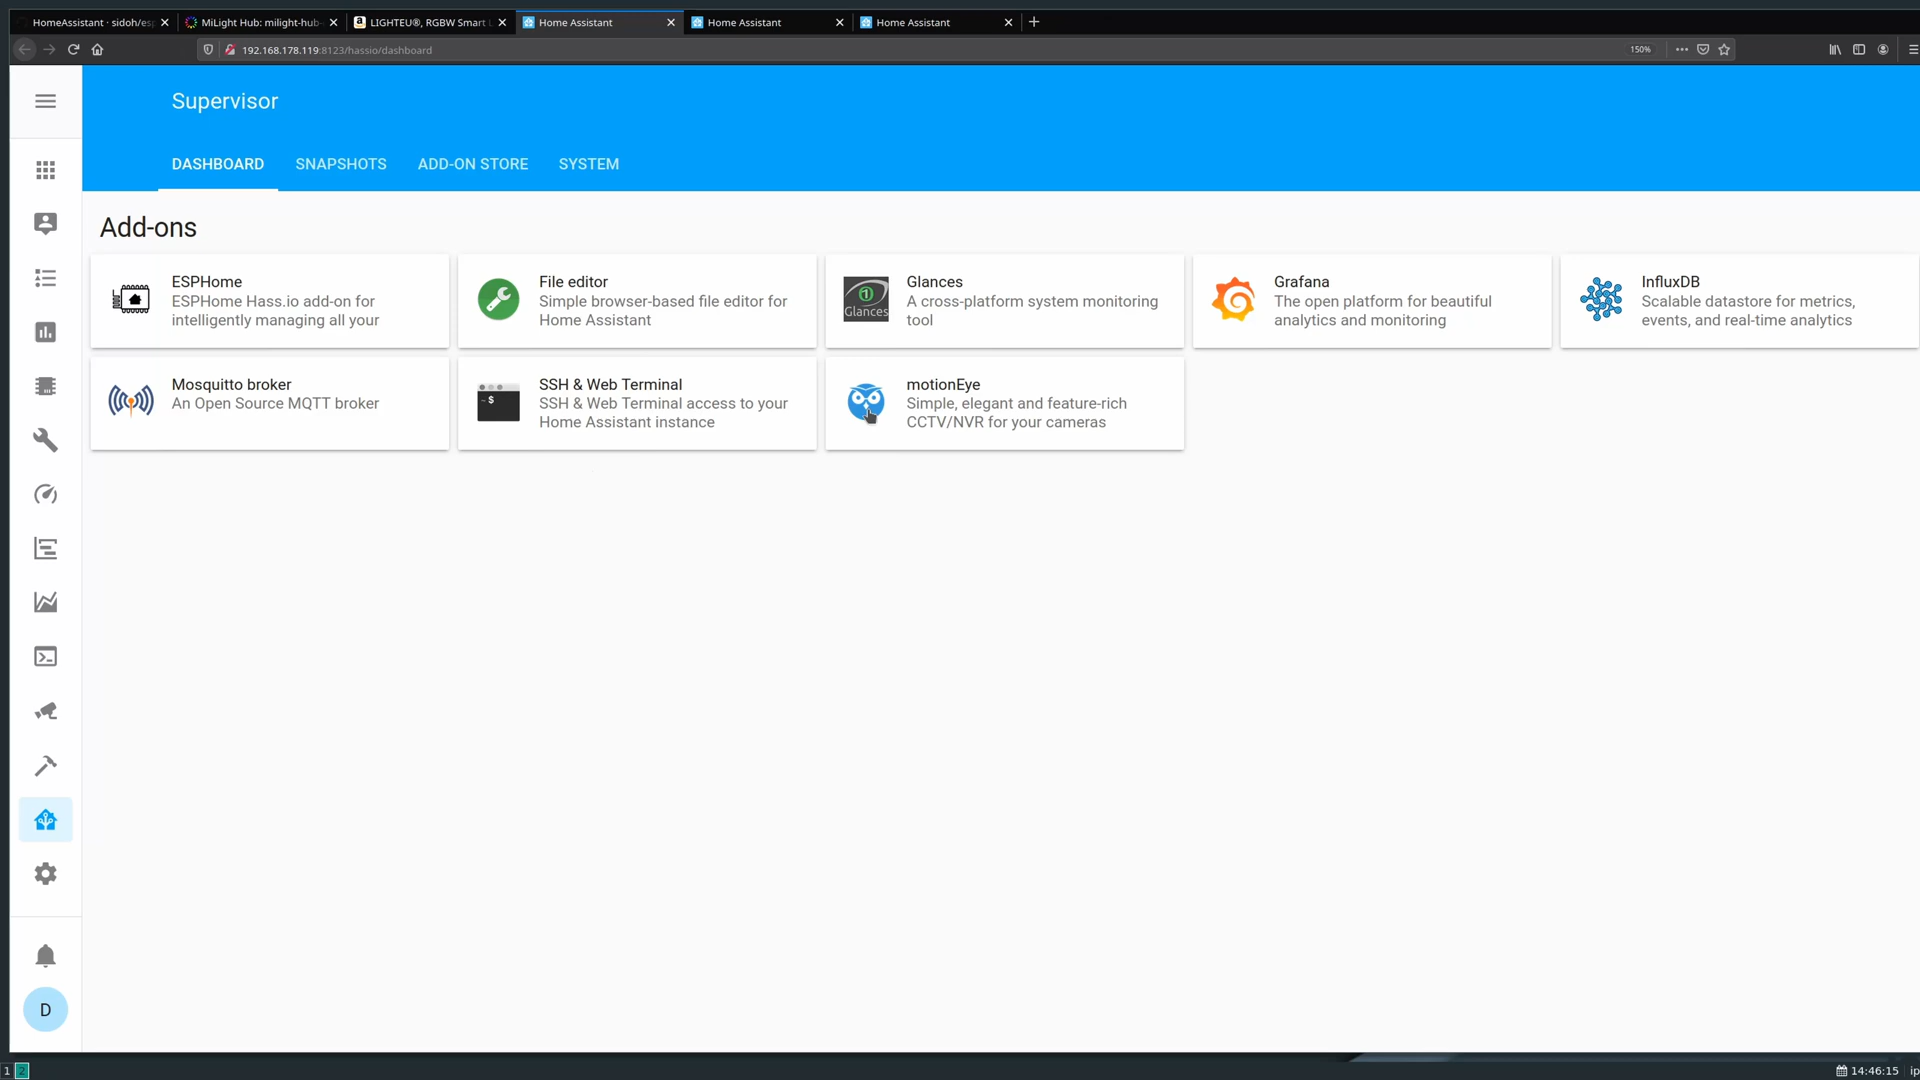 HomeAssistant · sidoh/es
MiLight Hub: milight-hub-
LIGHTEU®, RGBW Smart L
Home Assistant
Home Assistant
Home Assistant
192.168.178.119:8123/hassio/dashboard
150%
Supervisor
DASHBOARD
SNAPSHOTS
ADD-ON STORE
SYSTEM
Add-ons
ESPHome
ESPHome Hass.io add-on for
intelligently managing all your
File editor
Simple browser-based file editor for
Home Assistant
Glances
Glances
A cross-platform system monitoring
tool
Grafana
The open platform for beautiful
analytics and monitoring
InfluxDB
Scalable datastore for metrics,
events, and real-time analytics
Mosquitto broker
An Open Source MQTT broker
$
SSH & Web Terminal
SSH & Web Terminal access to your
Home Assistant instance
motionEye
Simple, elegant and feature-rich
CCTV/NVR for your cameras
D
1 2
14:46:15
ip